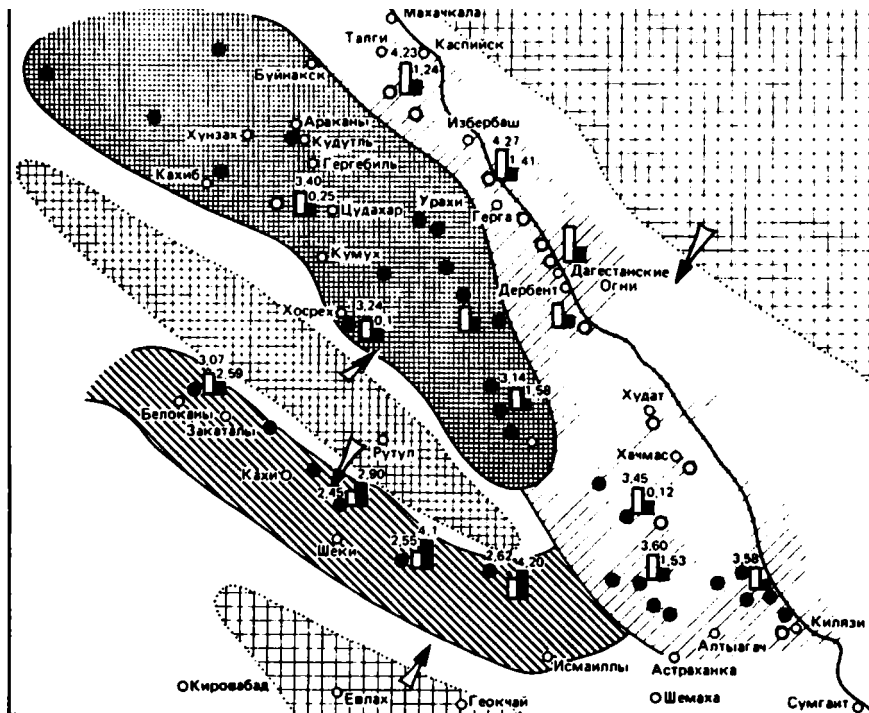 Махачкала
Талги
Каспийск
4,23
1,24
Буйнакск
Араканы
Избербаш
Хунзах
Кудутль
4,27
1,41
Гергебиль
Кахиб
3,40
0,25
Урахи
Цудахар
Герга
Кумух
Дагестанские
Огни
Дербент
Хосрех
3,24
0,1
3,07
2,59
3,14
1,58
Белоканы
Закаталы
Худат
Рутул
Хачмас
Кахи
2,90
2,45
3,45
0,12
Шеки
2,55
4,1
2,62
4,20
3,60
1,53
3,58
Килязи
Алтыагач
Исмаиллы
Астраханка
Кировабад
Евлах
Геокчай
Шемаха
Сумгаит